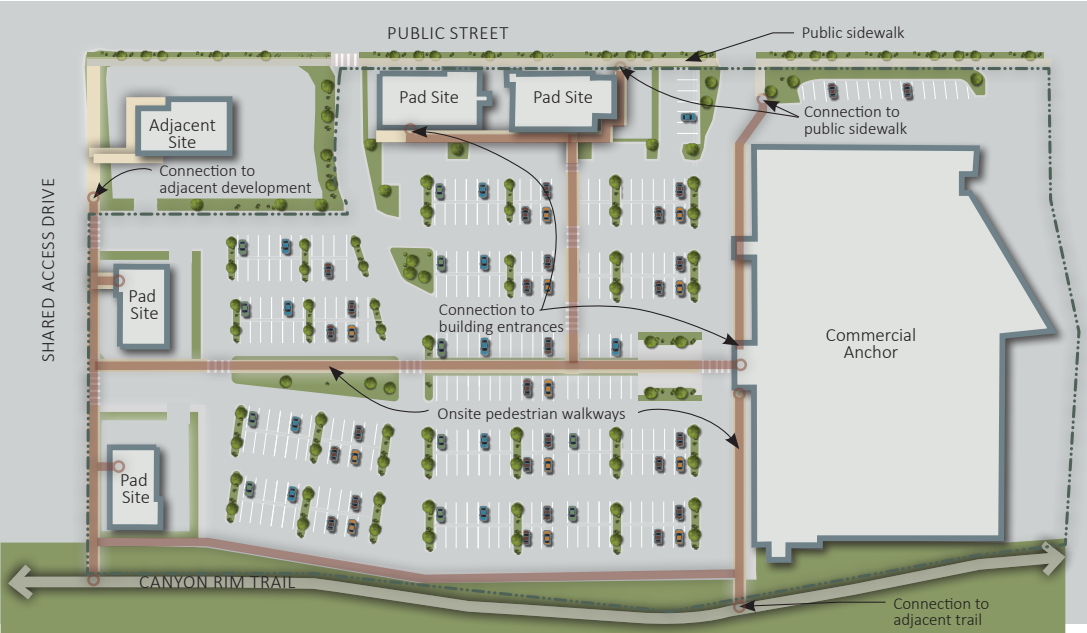 PUBLIC STREET
Public sidewalk
Pad Site
Pad Site
Adjacent
Site
Connection to
public sidewalk
Connection to
adjacent development
SHARED ACCESS DRIVE
Pad
Site
Connection to
building entrances
Commercial
Anchor
Onsite pedestrian walkways
Pad
Site
CANYON RIM TRAIL
Connection to
adjacent trail